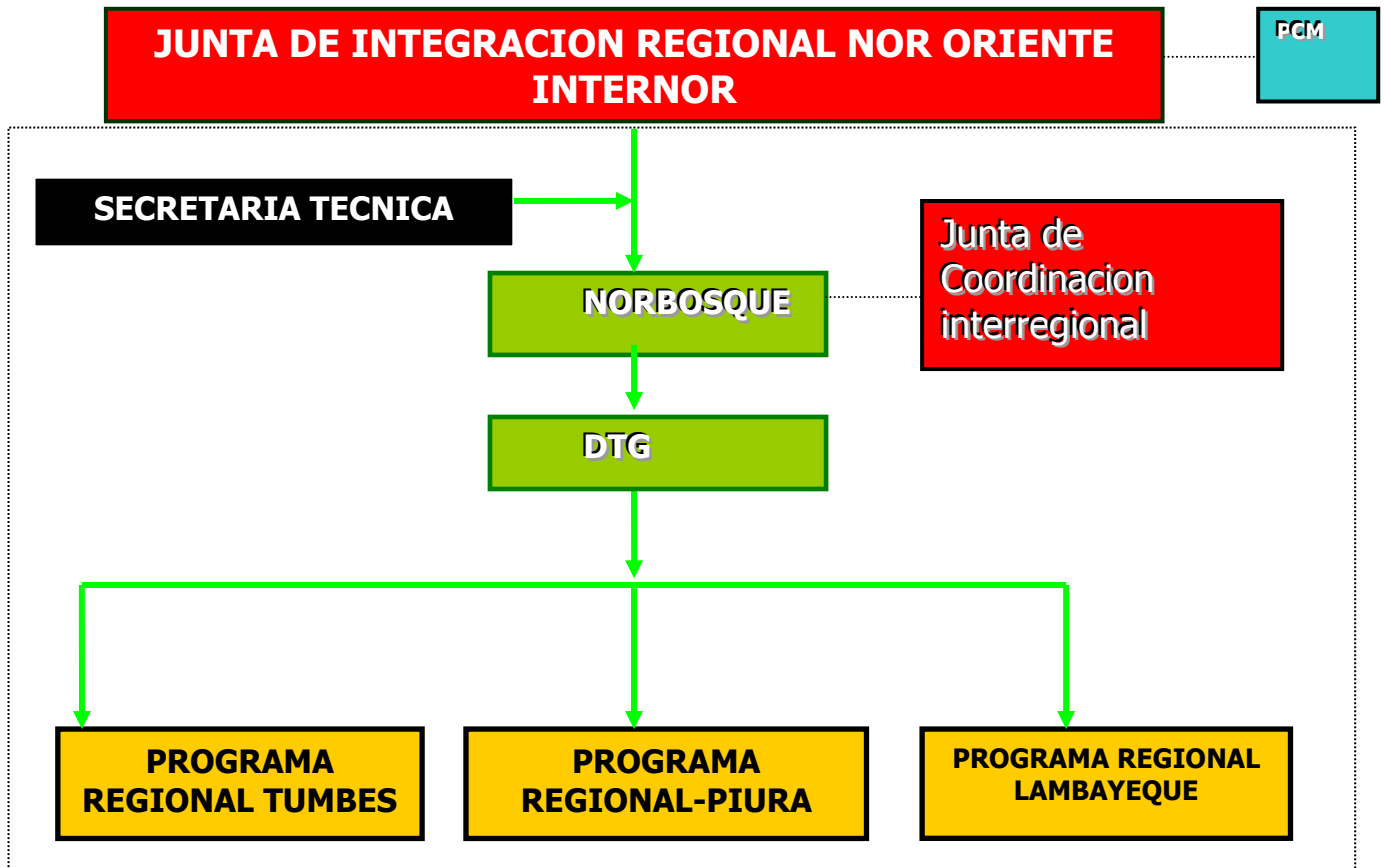 JUNTA DE INTEGRACION REGIONAL NOR ORIENTE
INTERNOR
PCM
SECRETARIA TECNICA
Junta de
Coordinacion
interregional
NORBOSQUE
DTG
PROGRAMA
REGIONAL TUMBES
PROGRAMA
REGIONAL-PIURA
PROGRAMA REGIONAL
LAMBAYEQUE